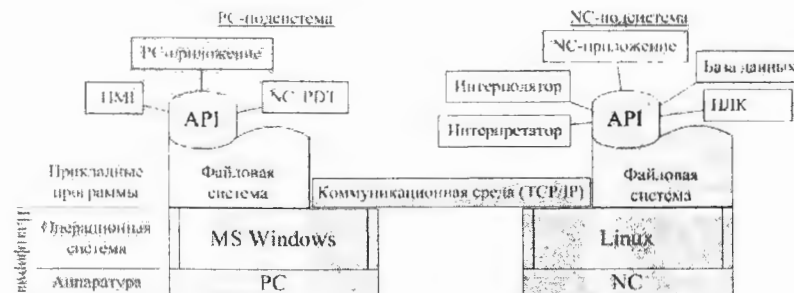 PC-подсистема
NC-подсистема
PC-приложение
NC-приложение
HMI
NC PDT
API
Интерполятор
Интерпретатор
API
База данных
ПЛК
Прикладные
программы
Файловая
система
Коммуникационная среда (TCP/IP)
Файловая
система
Операционная
система
MS Windows
Linux
Аппаратура
PC
NC